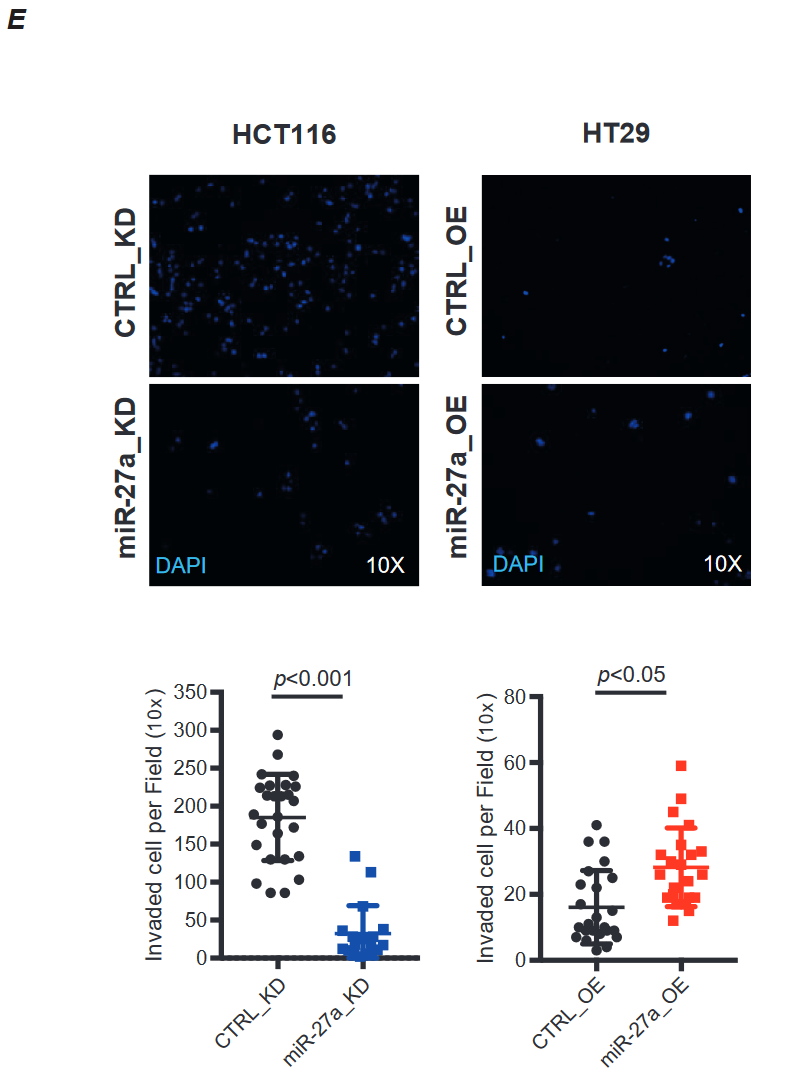 E
HCT116
HT29
CTRL_KD
CTRL_OE
miR-27a_KD
miR-27a_OE
DAPI
10X
DAPI
10X
p<0.001
Invaded cell per Field (10x)
350
300
250
200
150
100
50
0
CTRL_KD
miR-27a_KD
p<0.05
Invaded cell per Field (10x)
80
60
40
20
0
CTRL_OE
miR-27a_OE